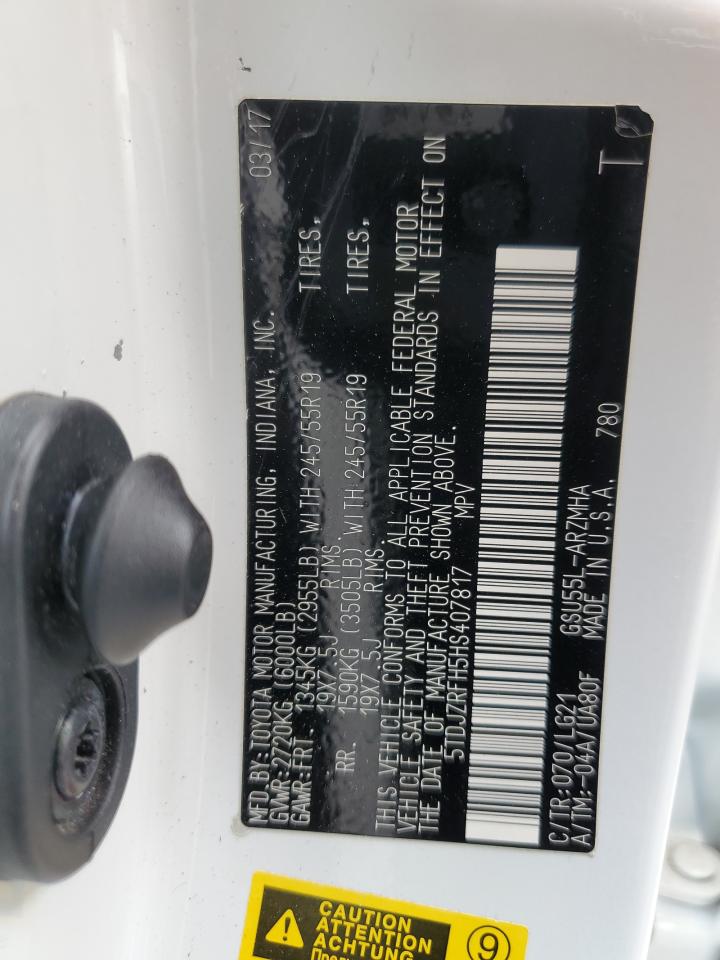 MFD.BY:TOYOTA MOTOR MANUFACTURING, INDIANA, INC. 03/17
GVWR:2720KG (6000LB)
GAWR:FRT 1345KG (2955LB) WITH 245/55R19 TIRES,
19X7.5J RIMS
RR. 1590KG (3505LB) WITH 245/55R19 TIRES,
19X7.5J RIMS.
THIS VEHICLE CONFORMS TO ALL APPLICABLE FEDERAL MOTOR
VEHICLE SAFETY AND THEFT PREVENTION STANDARDS IN EFFECT ON
THE DATE OF MANUFACTURE SHOWN ABOVE.
5TDJZRFH5HS407817 MPV
C/TR:070/LG21 GSU55L-ARZMHA
A/TM:-04A/UA80F MADE IN U.S.A. 780
T
CAUTION
ATTENTION
ACHTUNG
9